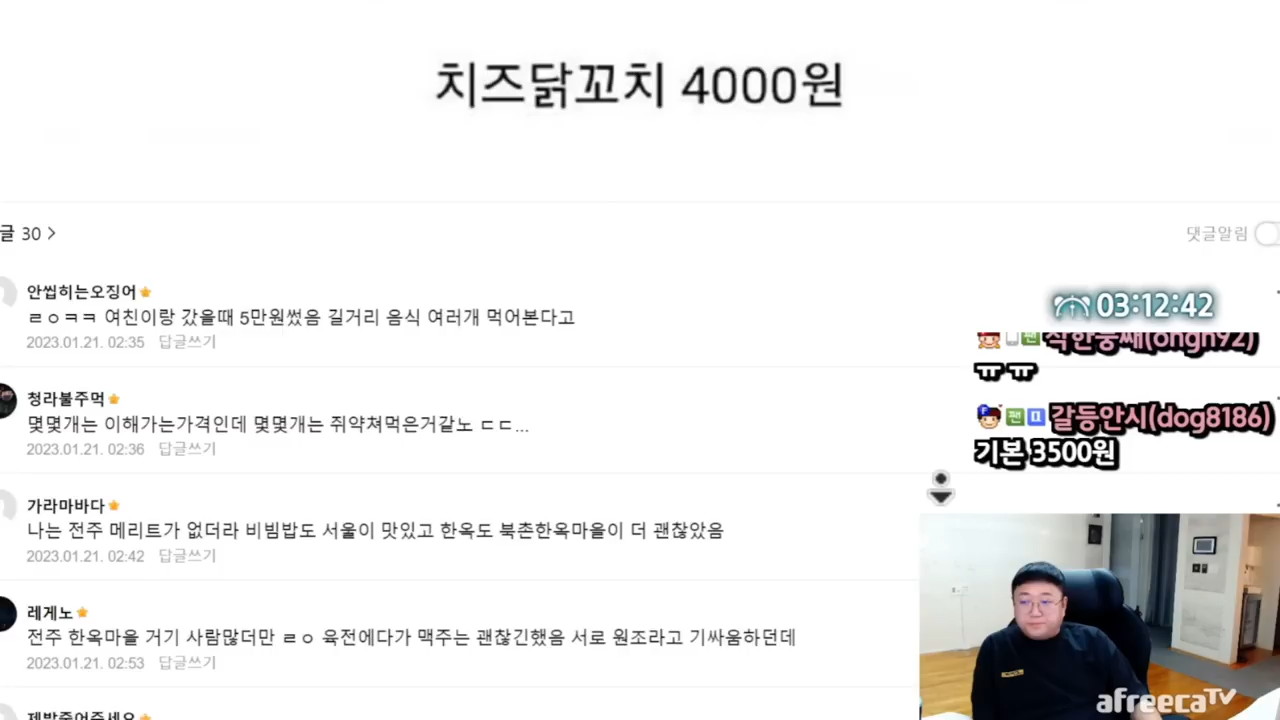 치즈닭꼬치 4000원
글 30 >
댓글알림
안씹히는오징어
ㄹㅇㅋㅋ 여친이랑 갔을때 5만원썼음 길거리 음식 여러개 먹어본다고
2023.01.21. 02:35 답글쓰기
청라불주먹
몇몇개는 이해가는가격인데 몇몇개는 쥐약쳐먹은거같노 ㄷㄷ...
2023.01.21. 02:36 답글쓰기
가라마바다
나는 전주 메리트가 없더라 비빔밥도 서울이 맛있고 한옥도 북촌한옥마을이 더 괜찮았음
2023.01.21. 02:42 답글쓰기
레게노
전주 한옥마을 거기 사람많더만 ㄹㅇ 육전에다가 맥주는 괜찮긴했음 서로 원조라고 기싸움하던데
2023.01.21. 02:53 답글쓰기
03:12:42
ㅠㅠ
팬 갈등안시(dog8186)
기본 3500원
afreecaTV